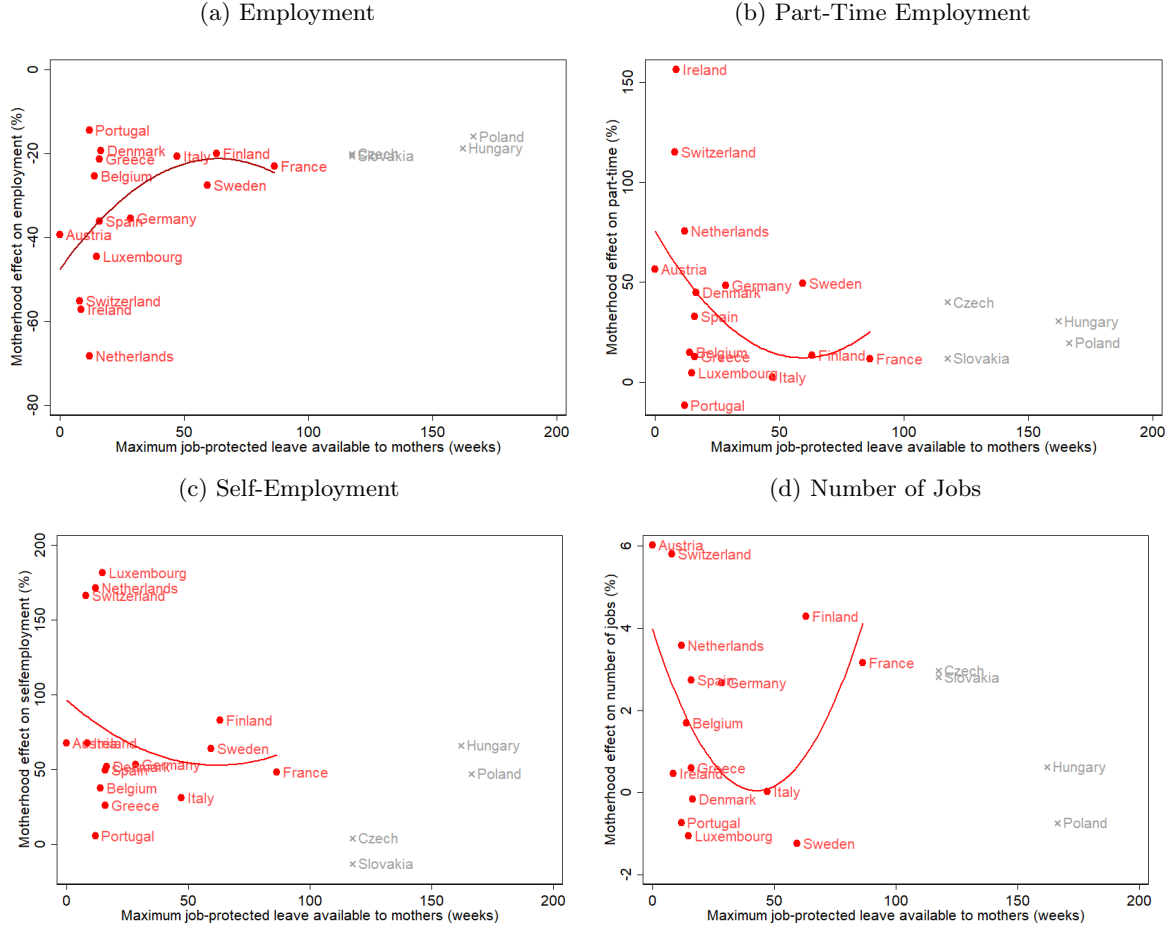 (a) Employment
Motherhood effect on employment (%)
0
-20
-40
-60
-80
Portugal
Denmark
Greece
Belgium
Italy
Finland
France
Sweden
Spain
Germany
Austria
Luxembourg
Switzerland
Ireland
Netherlands
Poland
Hungary
Czech
Slovakia
0 50 100 150 200
Maximum job-protected leave available to mothers (weeks)
(b) Part-Time Employment
Motherhood effect on part-time (%)
150
100
50
0
Ireland
Switzerland
Netherlands
Austria
Germany
Sweden
Denmark
Spain
Belgium
Greece
Finland
France
Luxembourg
Italy
Portugal
Czech
Hungary
Poland
Slovakia
0 50 100 150 200
Maximum job-protected leave available to mothers (weeks)
(c) Self-Employment
Motherhood effect on selfemployment (%)
200
150
100
50
0
Luxembourg
Netherlands
Switzerland
Finland
Austria
Ireland
Sweden
Denmark
Germany
Spain
France
Belgium
Italy
Greece
Portugal
Hungary
Poland
Czech
Slovakia
0 50 100 150 200
Maximum job-protected leave available to mothers (weeks)
(d) Number of Jobs
Motherhood effect on number of jobs (%)
6
4
2
0
-2
Austria
Switzerland
Finland
Netherlands
France
Spain
Germany
Belgium
Greece
Ireland
Italy
Denmark
Portugal
Luxembourg
Sweden
Czech
Slovakia
Hungary
Poland
0 50 100 150 200
Maximum job-protected leave available to mothers (weeks)